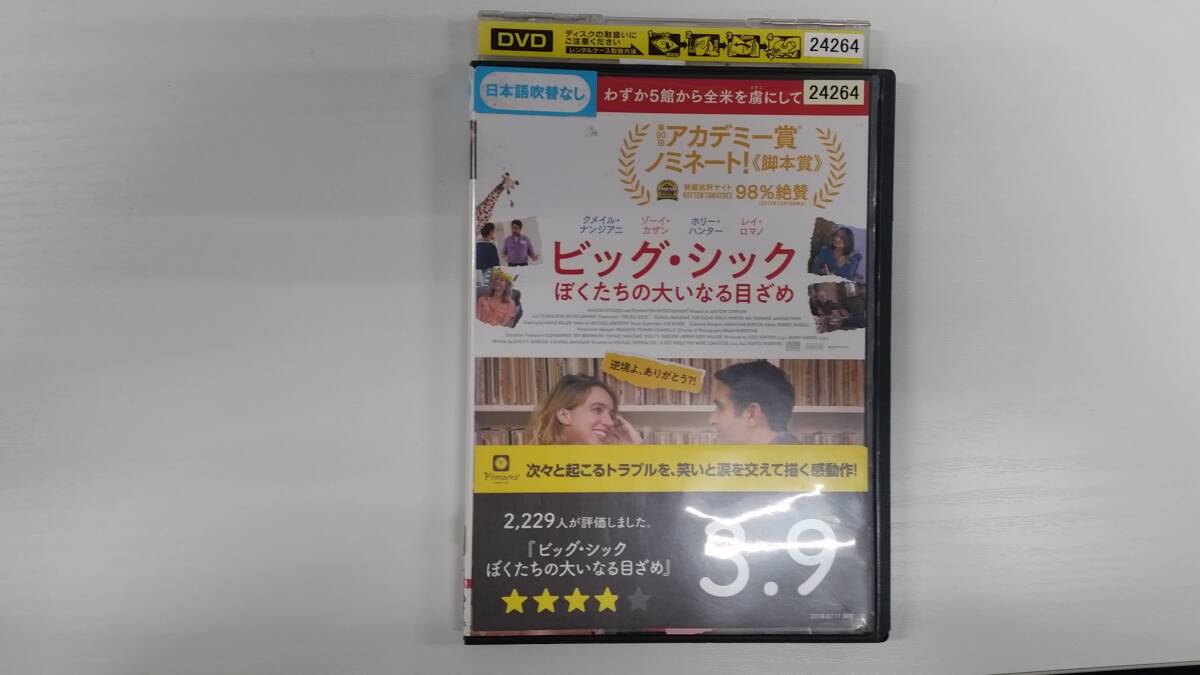 DVD
ディスクの取扱いに
ご注意ください
レンタルケース取扱方法
24264
日本語吹替なし
わずか5館から全米を虜にして
24264
第90回
アカデミー賞®
ノミネート!《脚本賞》
映画批評サイト
ROTTENTOMATOES
98%絶賛
クメイル・ナンジアニ
ゾーイ・カザン
ホリー・ハンター
レイ・ロマノ
ビッグ・シック
ぼくたちの大いなる目ざめ
逆境よ、ありがとう?!
Filmarks
次々と起こるトラブルを、笑いと涙を交えて描く感動作!
2,229人が評価しました。
『ビッグ・シック
ぼくたちの大いなる目ざめ』
3.9